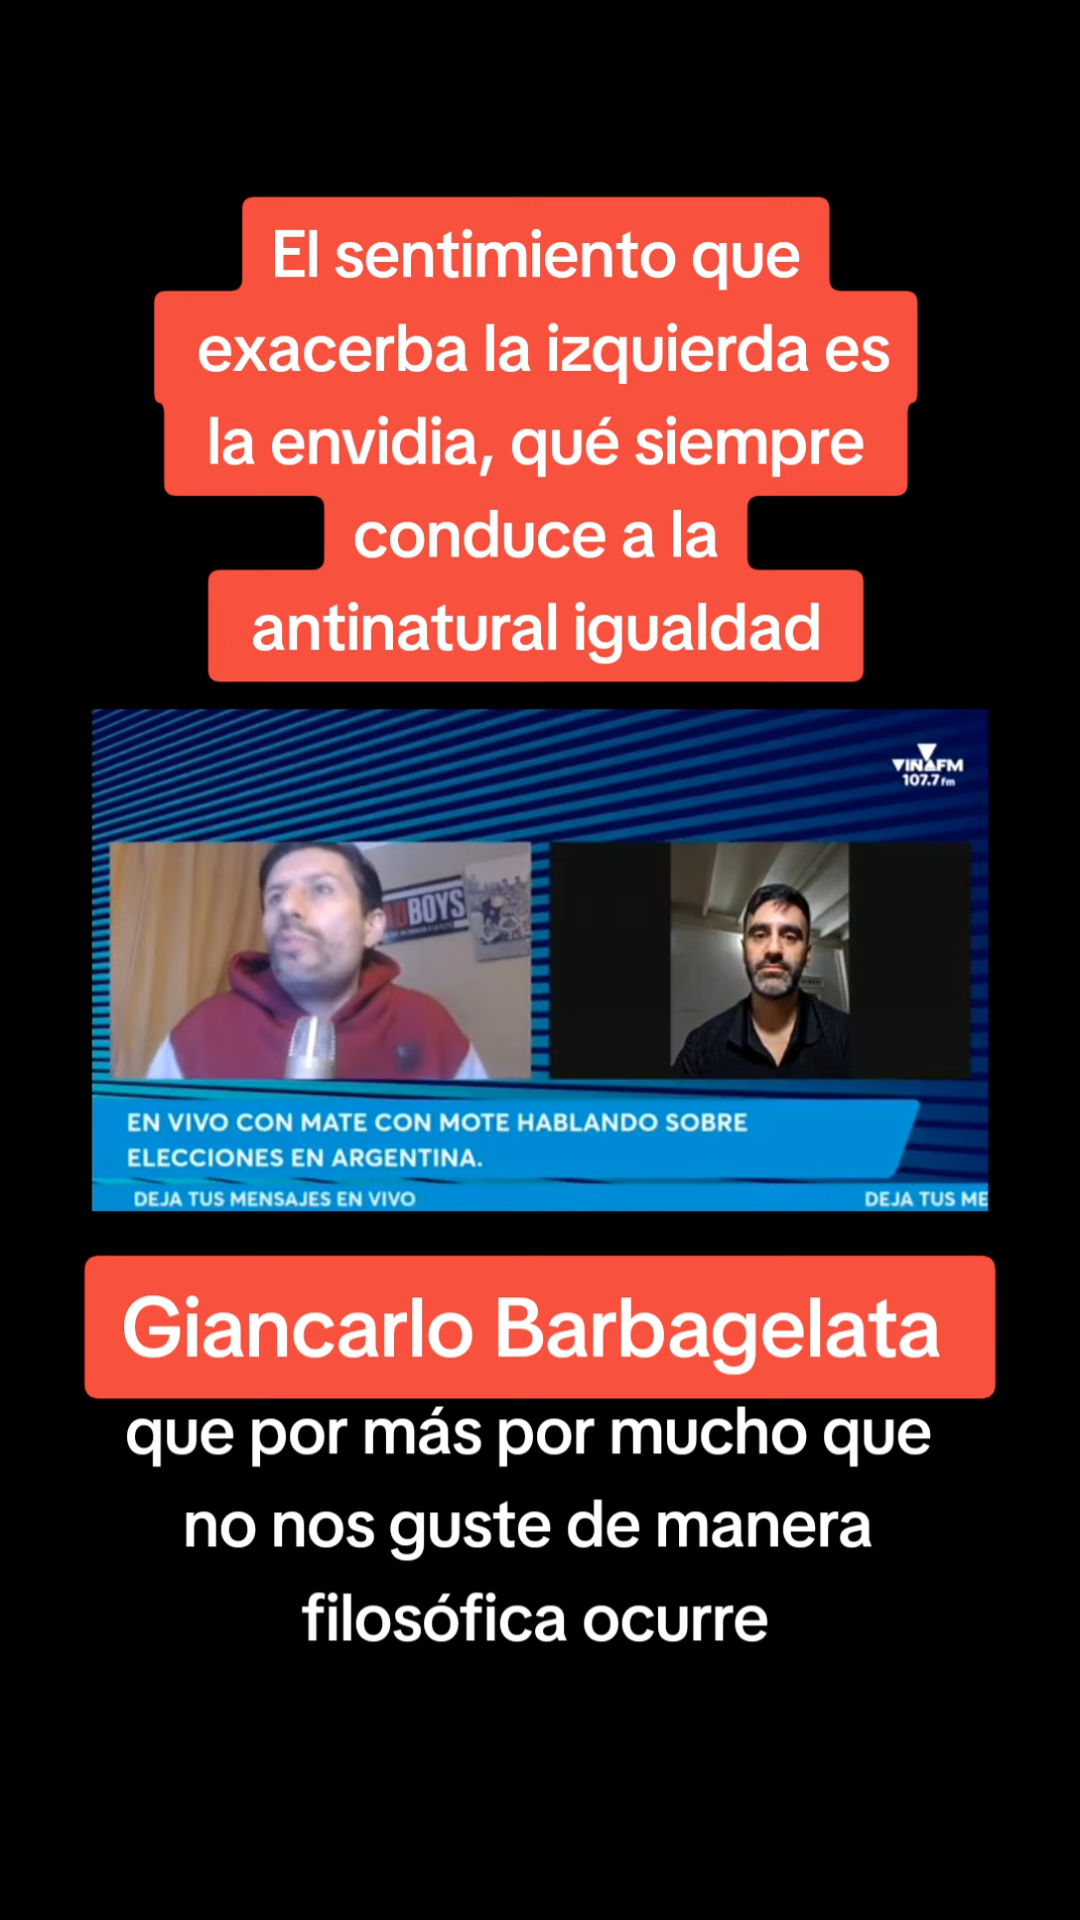 El sentimiento que
exacerba la izquierda es
la envidia, qué siempre
conduce a la
antinatural igualdad
VIÑAFM
107.7 fm
BOYS
EN VIVO CON MATE CON MOTE HABLANDO SOBRE
ELECCIONES EN ARGENTINA.
DEJA TUS MENSAJES EN VIVO
DEJA TUS ME
Giancarlo Barbagelata
que por más por mucho que
no nos guste de manera
filosófica ocurre